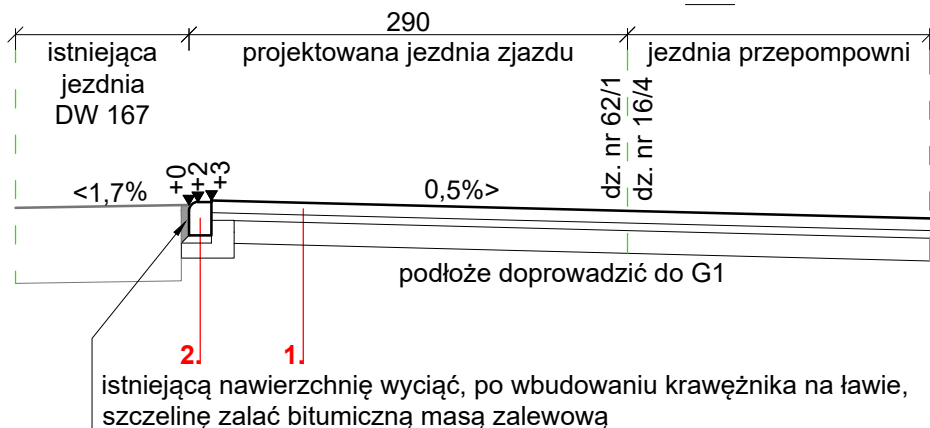 290
istniejąca
jezdnia
DW 167
projektowana jezdnia zjazdu
jezdnia przepompowni
dz. nr 62/1
dz. nr 16/4
<1,7%
+0
+2
+3
0,5%>
podłoże doprowadzić do G1
2.
1.
istniejącą nawierzchnię wyciąć, po wbudowaniu krawężnika na ławie,
szczelinę zalać bitumiczną masą zalewową